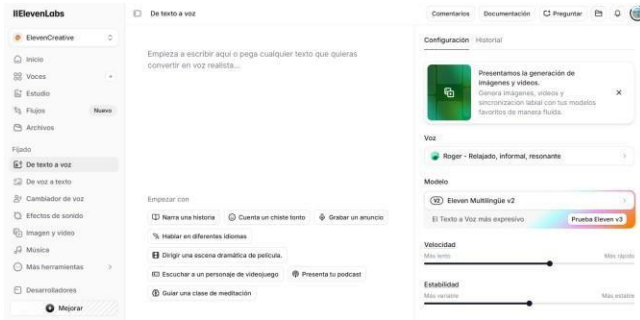 IIElevenLabs
ElevenCreative
Inicio
Voces
Estudio
Flujos
Nuevo
Archivos
Fijado
De texto a voz
De voz a texto
Cambiador de voz
Efectos de sonido
Imagen y video
Música
Más herramientas
Desarrolladores
Mejorar
De texto a voz
Comentarios
Documentación
Preguntar
Empieza a escribir aquí o pega cualquier texto que quieras
convertir en voz realista...
Empezar con
Narra una historia
Cuenta un chiste tonto
Grabar un anuncio
Hablar en diferentes idiomas
Dirigir una escena dramática de película.
Escuchar a un personaje de videojuego
Presenta tu podcast
Guiar una clase de meditación
Configuración
Historial
Presentamos la generación de
imágenes y vídeos.
Genera imágenes, vídeos y
sincronización labial con tus modelos
favoritos de manera fluida.
Voz
Roger - Relajado, informal, resonante
Modelo
V2 Eleven Multilingüe v2
El Texto a Voz más expresivo
Prueba Eleven v3
Velocidad
Más lento
Más rápido
Estabilidad
Más variable
Más estable